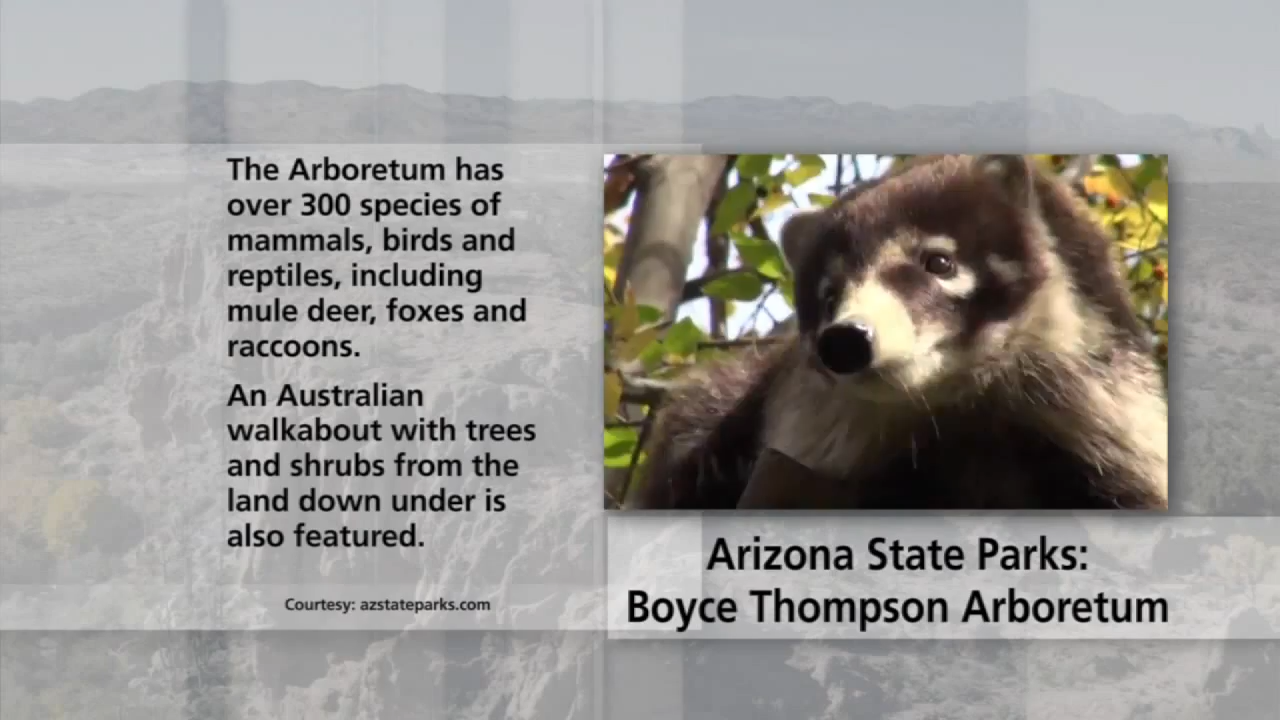 The Arboretum has
over 300 species of
mammals, birds and
reptiles, including
mule deer, foxes and
raccoons.
An Australian
walkabout with trees
and shrubs from the
land down under is
also featured.
Courtesy: azstateparks.com
Arizona State Parks:
Boyce Thompson Arboretum